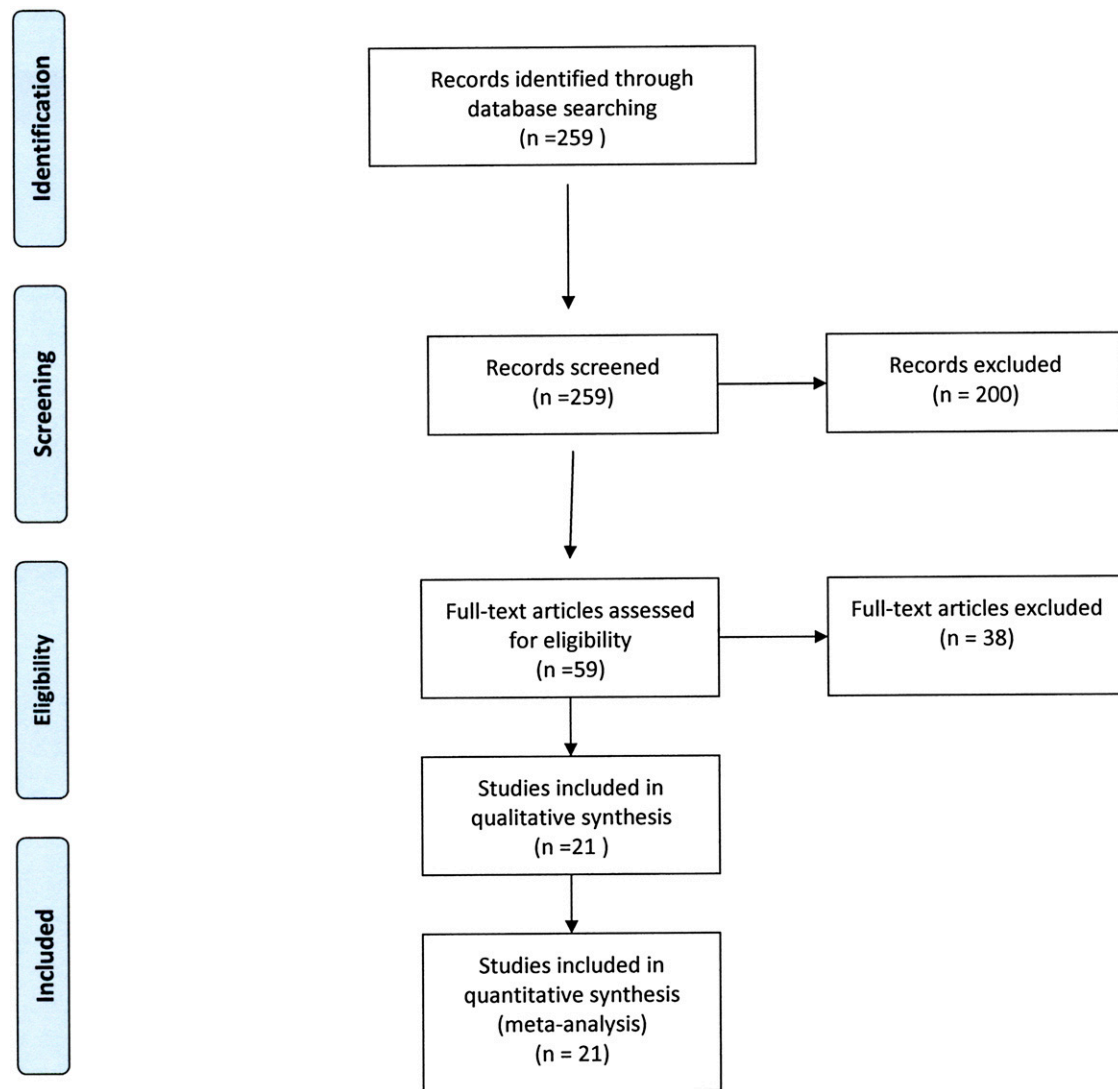 Identification
Records identified through
database searching
(n =259 )
Screening
Records screened
(n =259)
Records excluded
(n = 200)
Eligibility
Full-text articles assessed
for eligibility
(n =59)
Full-text articles excluded
(n = 38)
Studies included in
qualitative synthesis
(n =21 )
Included
Studies included in
quantitative synthesis
(meta-analysis)
(n = 21)